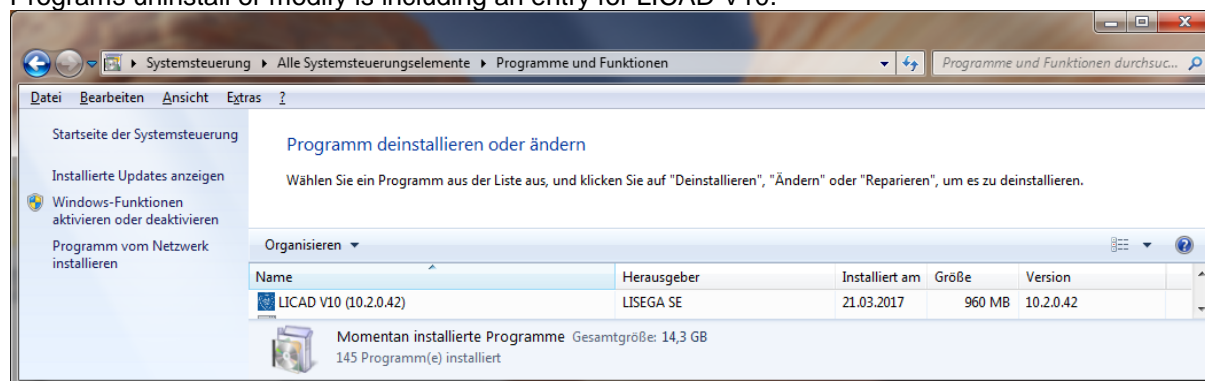 Programs uninstall or modify is including an entry for LICAD V10.
Systemsteuerung Alle Systemsteuerungselemente Programme und Funktionen
Programme und Funktionen durchsuc...
Datei Bearbeiten Ansicht Extras ?
Startseite der Systemsteuerung
Installierte Updates anzeigen
Windows-Funktionen
aktivieren oder deaktivieren
Programm vom Netzwerk
installieren
Programm deinstallieren oder ändern
Wählen Sie ein Programm aus der Liste aus, und klicken Sie auf "Deinstallieren", "Ändern" oder "Reparieren", um es zu deinstallieren.
Organisieren
Name Herausgeber Installiert am Größe Version
LICAD V10 (10.2.0.42) LISEGA SE 21.03.2017 960 MB 10.2.0.42
Momentan installierte Programme Gesamtgröße: 14,3 GB
145 Programm(e) installiert